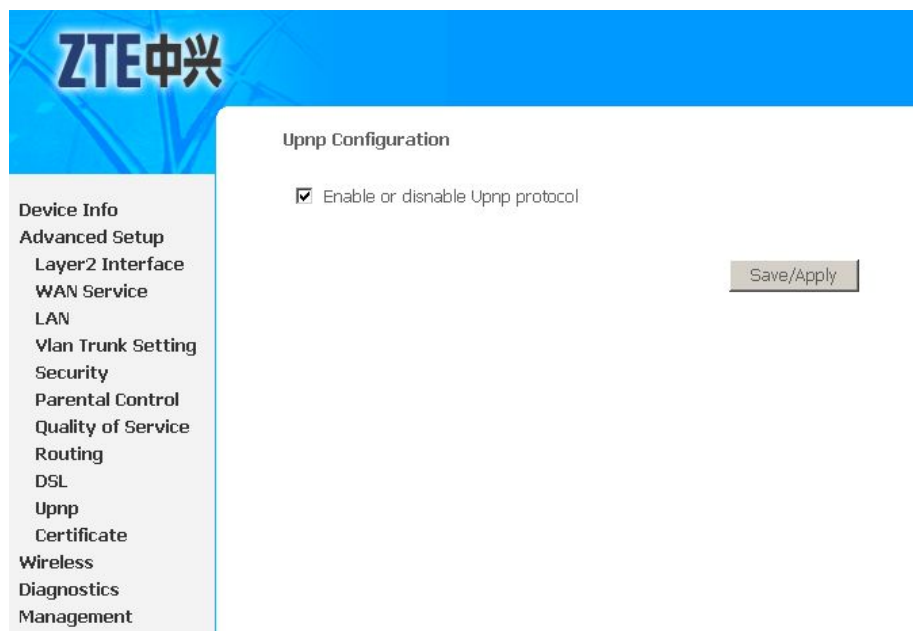 ZTE中兴
Upnp Configuration
Enable or disnable Upnp protocol
Save/Apply
Device Info
Advanced Setup
Layer2 Interface
WAN Service
LAN
Vlan Trunk Setting
Security
Parental Control
Quality of Service
Routing
DSL
Upnp
Certificate
Wireless
Diagnostics
Management